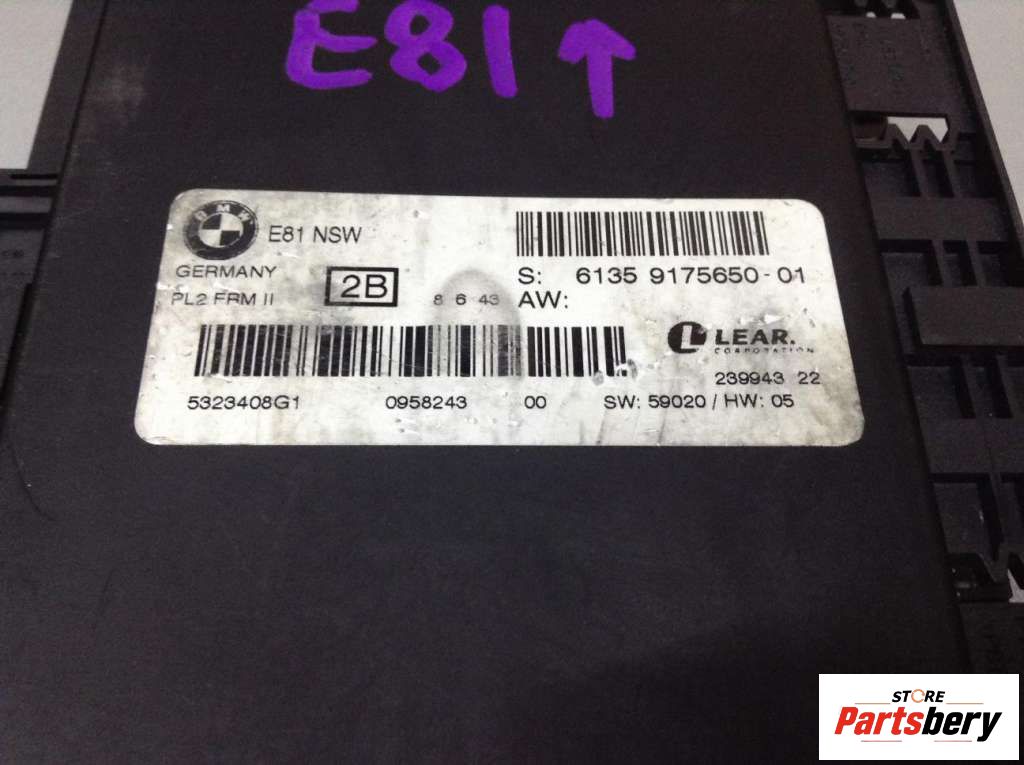 E81 ↑
BMW
E81 NSW
GERMANY
PL2 FRM II
2B
8 6 43
S: 6135 9175650-01
AW:
LEAR.
CORPORATION
239943 22
5323408G1 0958243 00 SW: 59020 / HW: 05
STORE
Partsbery